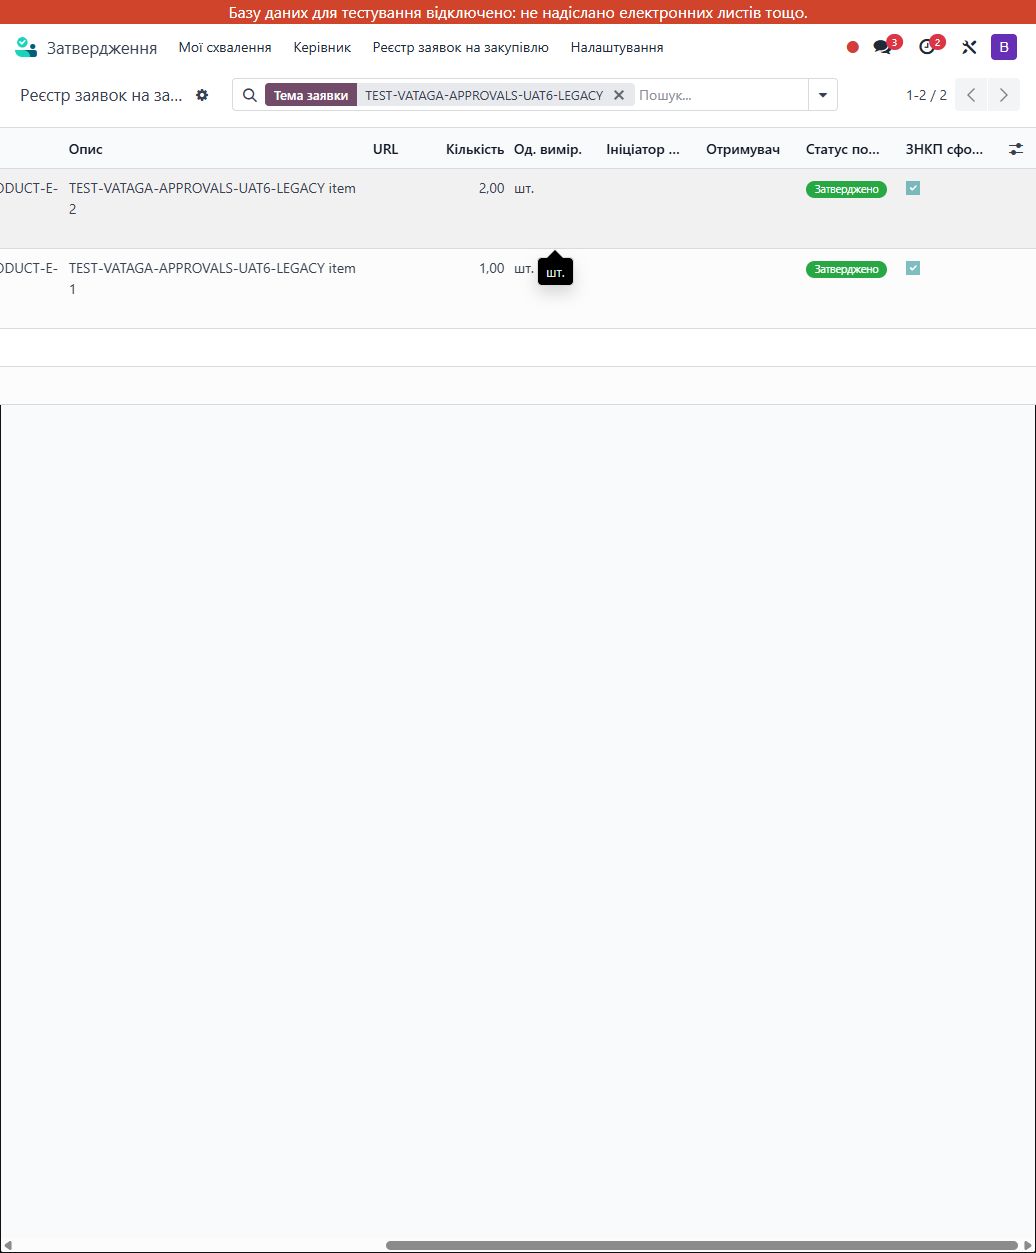 Базу даних для тестування відключено: не надіслано електронних листів тощо.
Затвердження Мої схвалення Керівник Реєстр заявок на закупівлю Налаштування 3 2 B
Реєстр заявок на за... Тема заявки TEST-VATAGA-APPROVALS-UAT6-LEGACY Пошук... 1-2 / 2
Опис URL Кількість Од. вимір. Ініціатор ... Отримувач Статус по... ЗНКП сфо...
ODUCT-E- TEST-VATAGA-APPROVALS-UAT6-LEGACY item 2,00 шт. Затверджено
2
ODUCT-E- TEST-VATAGA-APPROVALS-UAT6-LEGACY item 1,00 шт. шт. Затверджено
1